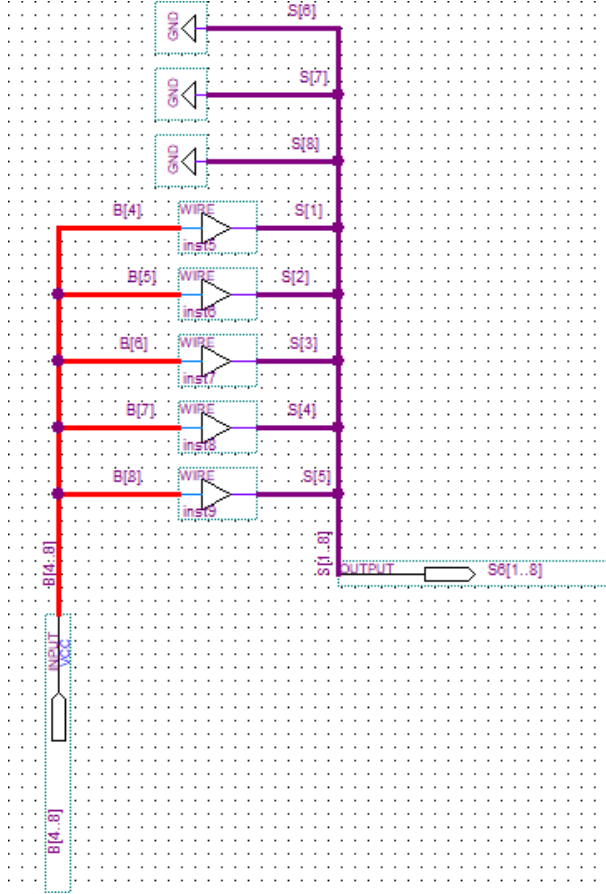 S[6]
GND
S[7]
GND
S[8]
GND
B[4] WIRE S[1]
inst5
B[5] WIRE S[2]
inst6
B[6] WIRE S[3]
inst7
B[7] WIRE S[4]
inst8
B[8] WIRE S[5]
inst9
B[4..8]
S[1..8]
OUTPUT S6[1..8]
INPUT
VCC
B[4..8]